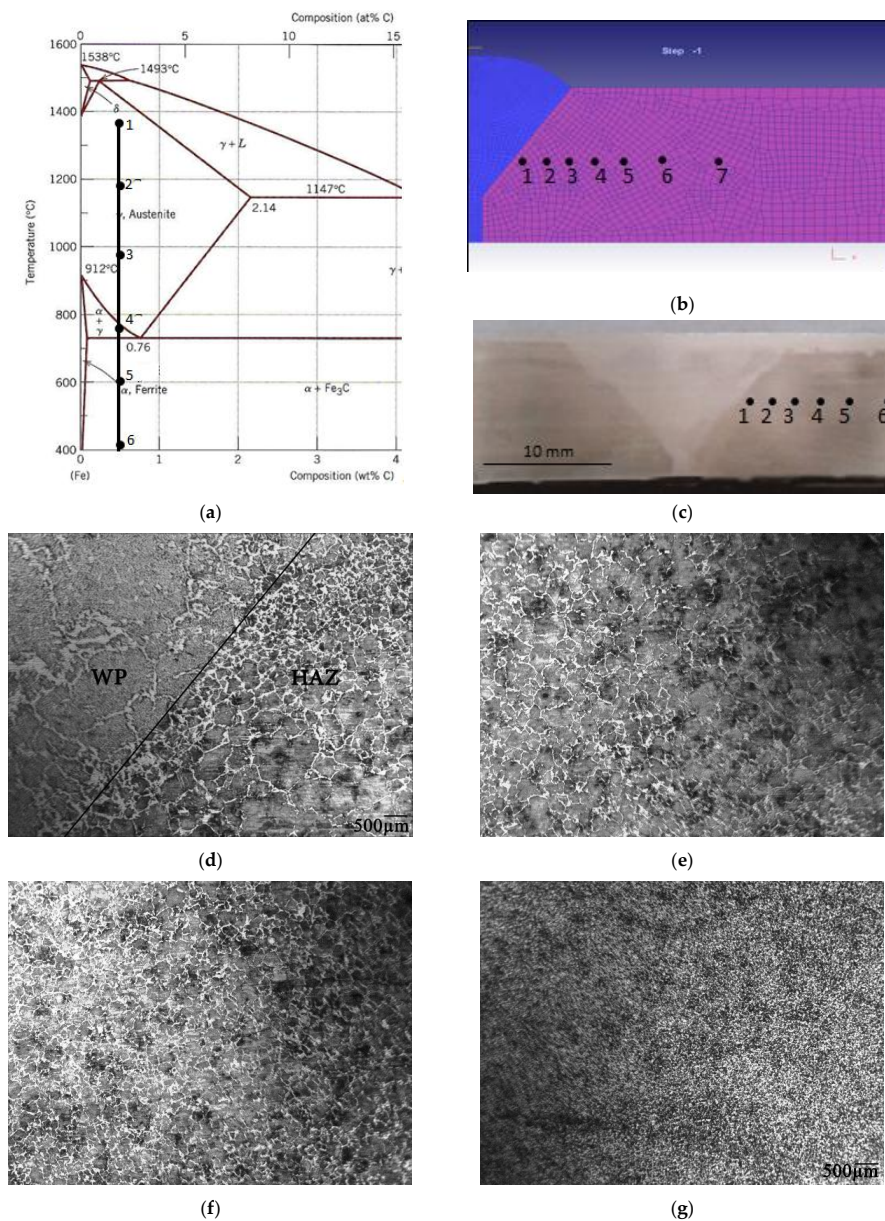 Composition (at% C)
0 5 10 15
1600
1538°C
1493°C
1400
δ
1
γ+L
1200
2
1147°C
γ, Austenite
2.14
Temperature (°C)
1000
3
912°C
γ+
800
α
+
γ
4
0.76
600
5
α, Ferrite
α + Fe₃C
400
6
0 1 2 3 4
(Fe)
Composition (wt% C)
(a)
Step -1
1 2 3 4 5 6 7
x
(b)
1 2 3 4 5 6
10 mm
(c)
WP
HAZ
500μm
(d)
(e)
(f)
500μm
(g)